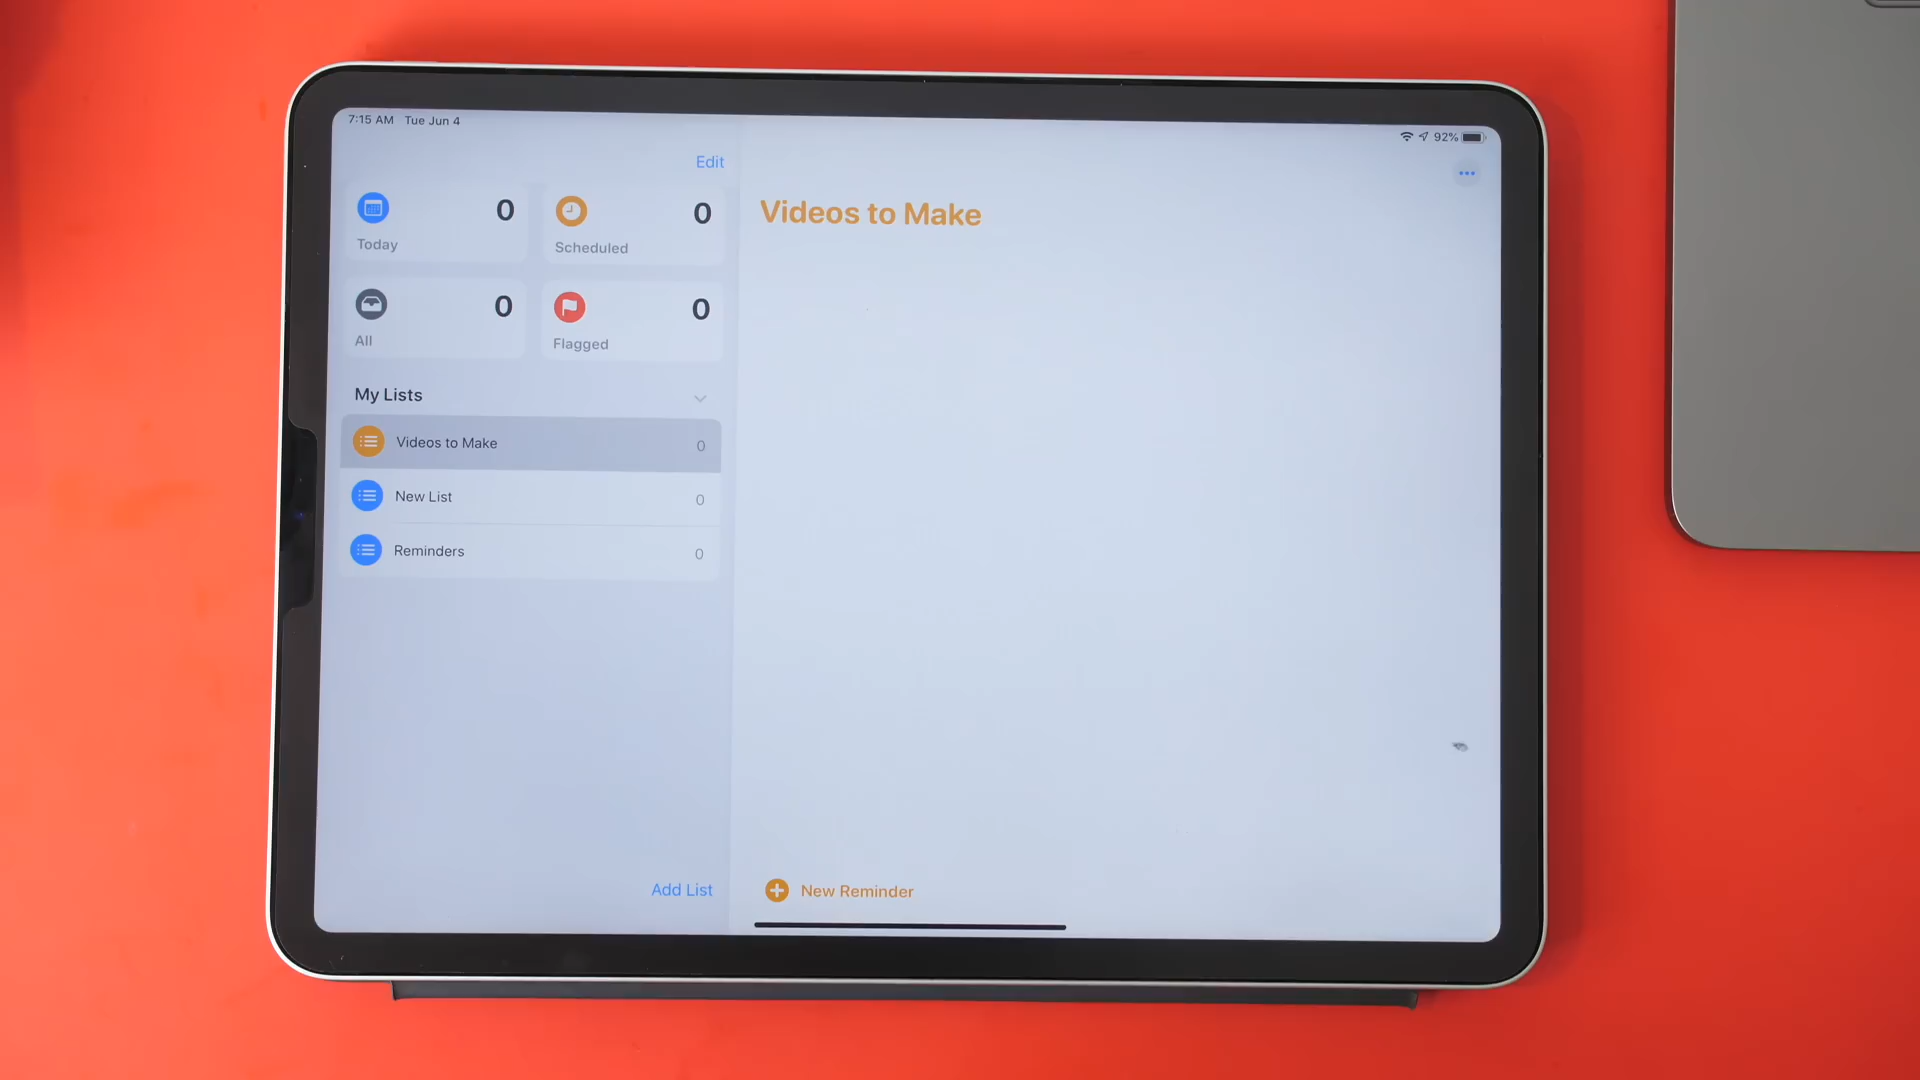 7:15 AM Tue Jun 4
92%
Edit
0
Today
0
Scheduled
0
All
0
Flagged
My Lists
Videos to Make 0
New List 0
Reminders 0
Add List
Videos to Make
New Reminder